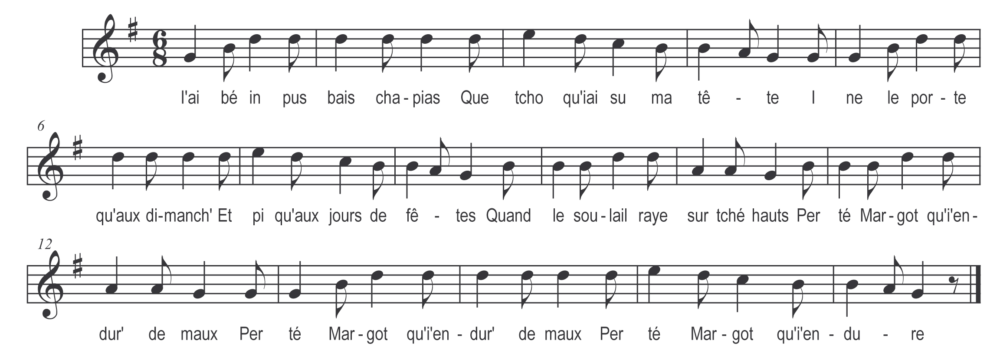 I'ai bé in pus bais cha - pias Que tcho qu'iai su ma tê - te I ne le por - te
6
qu'aux di-manch' Et pi qu'aux jours de fê - tes Quand le sou - lail raye sur tché hauts Per té Mar - got qu'i'en -
12
dur' de maux Per té Mar - got qu'i'en - dur' de maux Per té Mar - got qu'i'en - du - re